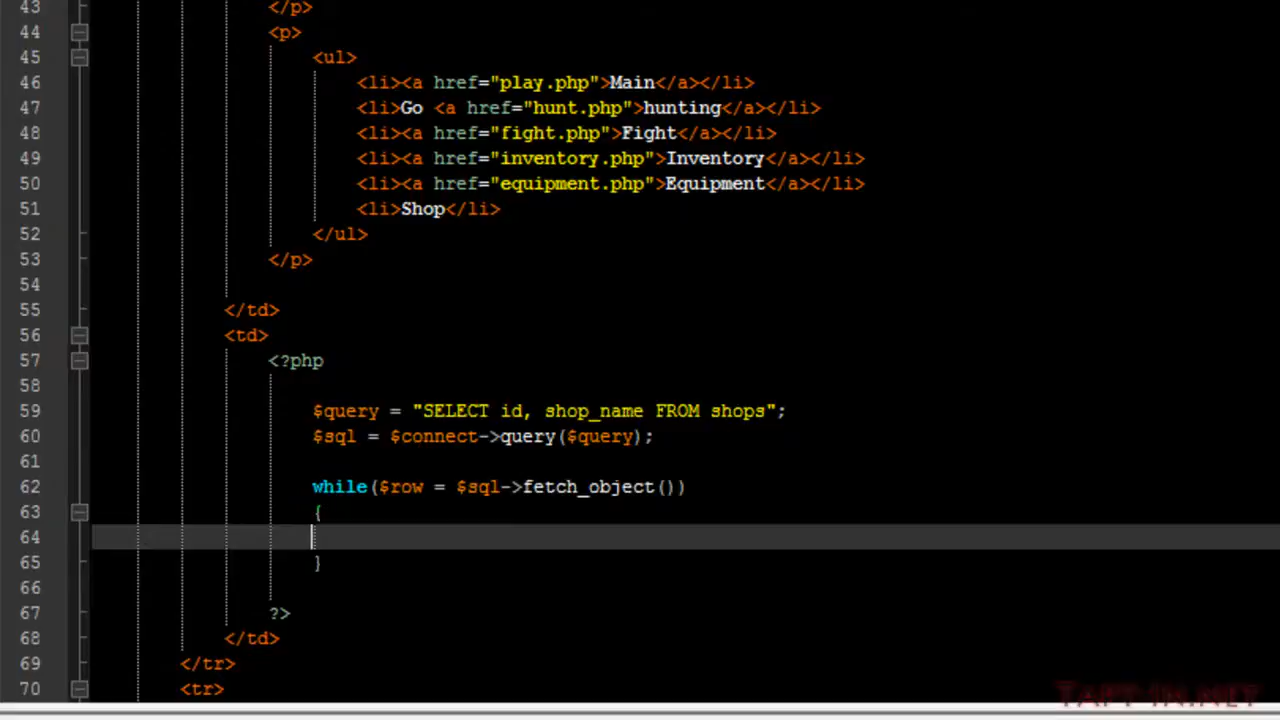 43 </p>
44 <p>
45 <ul>
46 <li><a href="play.php">Main</a></li>
47 <li>Go <a href="hunt.php">hunting</a></li>
48 <li><a href="fight.php">Fight</a></li>
49 <li><a href="inventory.php">Inventory</a></li>
50 <li><a href="equipment.php">Equipment</a></li>
51 <li>Shop</li>
52 </ul>
53 </p>
54
55 </td>
56 <td>
57 <?php
58
59 $query = "SELECT id, shop_name FROM shops";
60 $sql = $connect->query($query);
61
62 while($row = $sql->fetch_object())
63 {
64
65 }
66
67 ?>
68 </td>
69 </tr>
70 <tr>